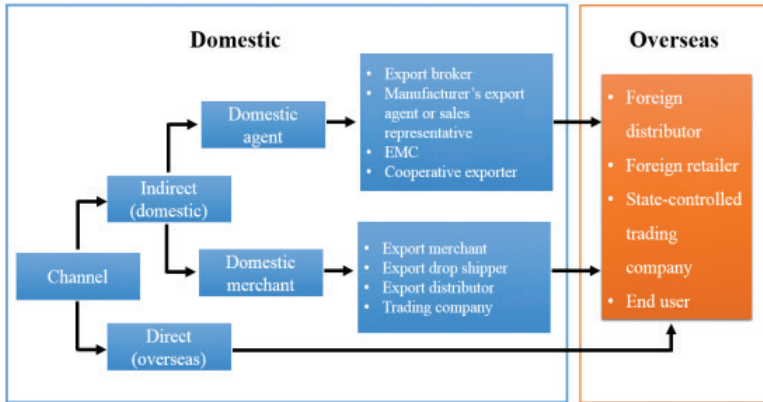 Domestic
Overseas
Channel
Indirect
(domestic)
Direct
(overseas)
Domestic
agent
Domestic
merchant
• Export broker
• Manufacturer's export
agent or sales
representative
• EMC
• Cooperative exporter
• Export merchant
• Export drop shipper
• Export distributor
• Trading company
• Foreign
distributor
• Foreign retailer
• State-controlled
trading
company
• End user